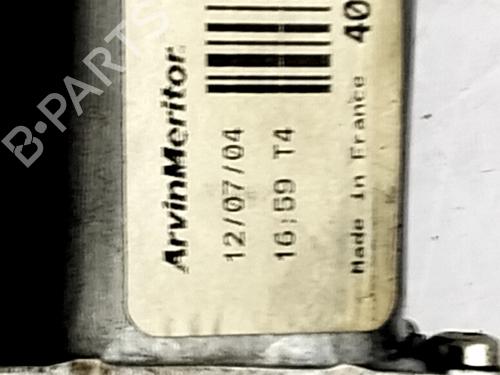 ArvinMeritor
12/07/04
16:59 T4
Made in France 40
B-PARTS